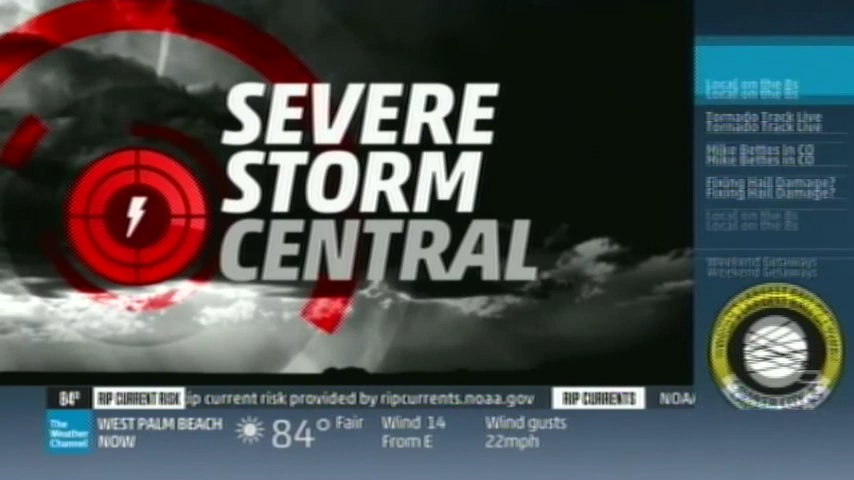 SEVERE
STORM
CENTRAL
Local on the 8s
Tornado Track Live
Mike Bettes in CO
Fixing Hail Damage?
Local on the 8s
Weekend Getaways
84° RIP CURRENT RISK ip current risk provided by ripcurrents.noaa.gov RIP CURRENTS NOAA
The
Weather
Channel
WEST PALM BEACH
NOW
84° Fair
Wind 14
From E
Wind gusts
22mph